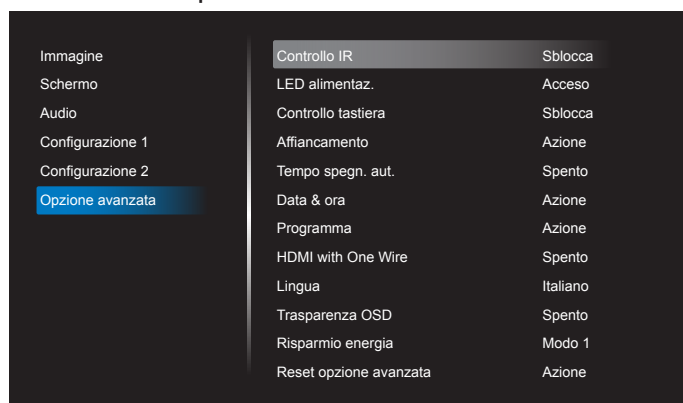 Immagine
Schermo
Audio
Configurazione 1
Configurazione 2
Opzione avanzata
Controllo IR Sblocca
LED alimentaz. Acceso
Controllo tastiera Sblocca
Affiancamento Azione
Tempo spegn. aut. Spento
Data & ora Azione
Programma Azione
HDMI with One Wire Spento
Lingua Italiano
Trasparenza OSD Spento
Risparmio energia Modo 1
Reset opzione avanzata Azione